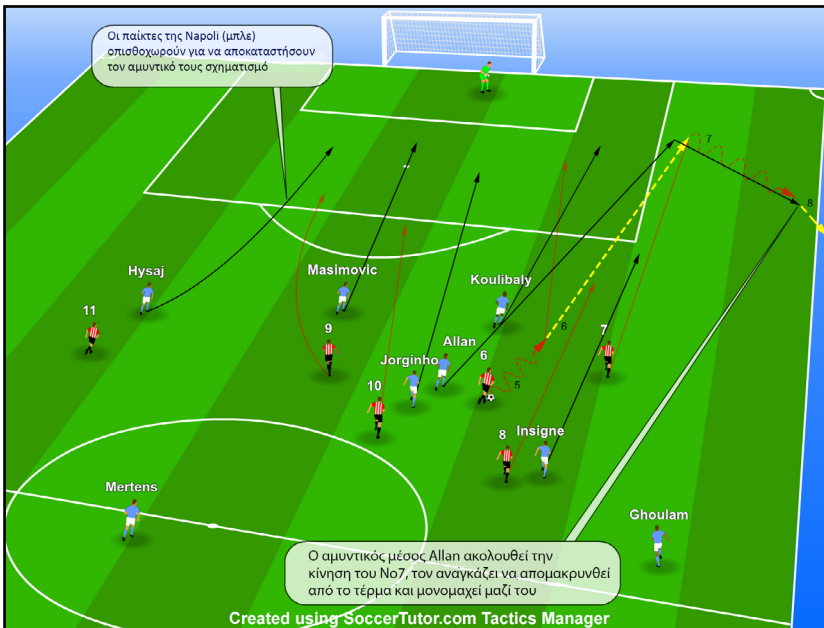 Οι παίκτες της Napoli (μπλε)
οπισθοχωρούν για να αποκαταστήσουν
τον αμυντικό τους σχηματισμό
7
8
Hysaj
Masimovic
Koulibaly
11
9
Allan
6
7
Jorginho
6
10
5
8
Insigne
Mertens
Ghoulam
Ο αμυντικός μέσος Allan ακολουθεί την
κίνηση του Νο7, τον αναγκάζει να απομακρυνθεί
από το τέρμα και μονομαχεί μαζί του
Created using SoccerTutor.com Tactics Manager